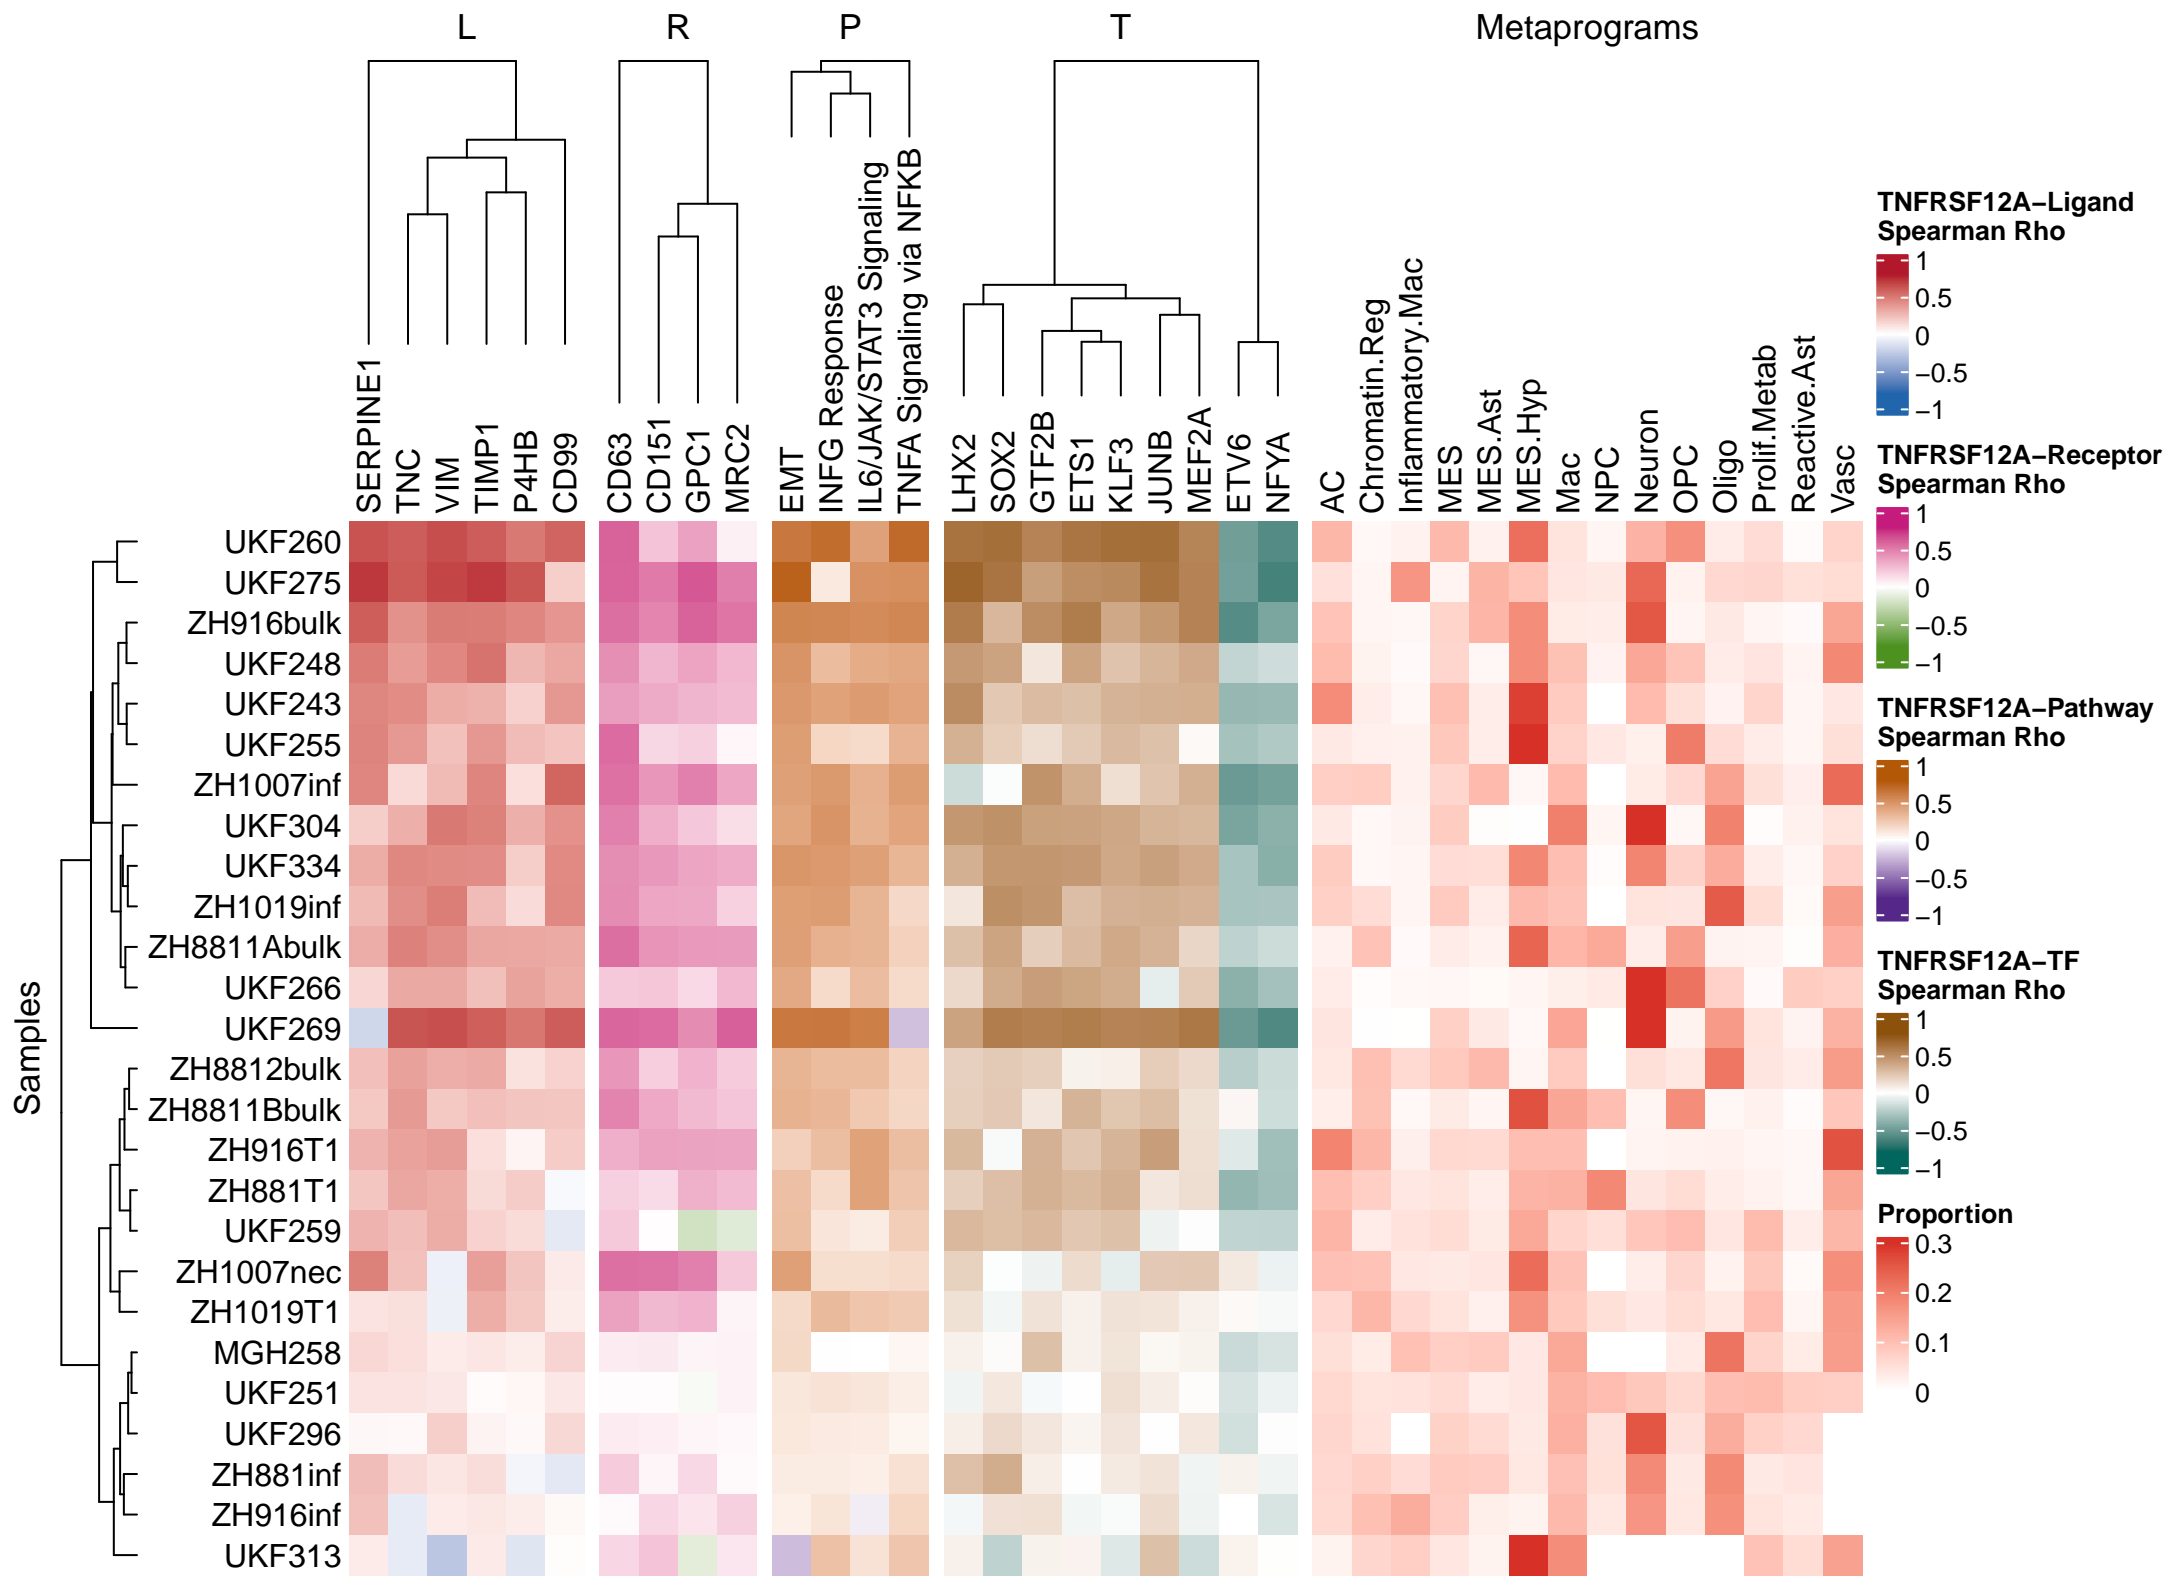 L R P T Metaprograms
SERPINE1
TNC
VIM
TIMP1
P4HB
CD99
CD63
CD151
GPC1
MRC2
EMT
INFG Response
IL6/JAK/STAT3 Signaling
TNFA Signaling via NFKB
LHX2
SOX2
GTF2B
ETS1
KLF3
JUNB
MEF2A
ETV6
NFYA
AC
Chromatin.Reg
Inflammatory.Mac
MES
MES.Ast
MES.Hyp
Mac
NPC
Neuron
OPC
Oligo
Prolif.Metab
Reactive.Ast
Vasc
Samples
UKF260
UKF275
ZH916bulk
UKF248
UKF243
UKF255
ZH1007inf
UKF304
UKF334
ZH1019inf
ZH8811Abulk
UKF266
UKF269
ZH8812bulk
ZH8811Bbulk
ZH916T1
ZH881T1
UKF259
ZH1007nec
ZH1019T1
MGH258
UKF251
UKF296
ZH881inf
ZH916inf
UKF313
TNFRSF12A−Ligand
Spearman Rho
1
0.5
0
−0.5
−1
TNFRSF12A−Receptor
Spearman Rho
1
0.5
0
−0.5
−1
TNFRSF12A−Pathway
Spearman Rho
1
0.5
0
−0.5
−1
TNFRSF12A−TF
Spearman Rho
1
0.5
0
−0.5
−1
Proportion
0.3
0.2
0.1
0